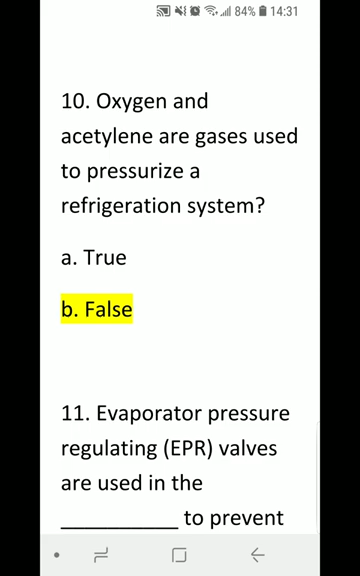 84% 14:31
10. Oxygen and
acetylene are gases used
to pressurize a
refrigeration system?
a. True
b. False
11. Evaporator pressure
regulating (EPR) valves
are used in the
___________ to prevent